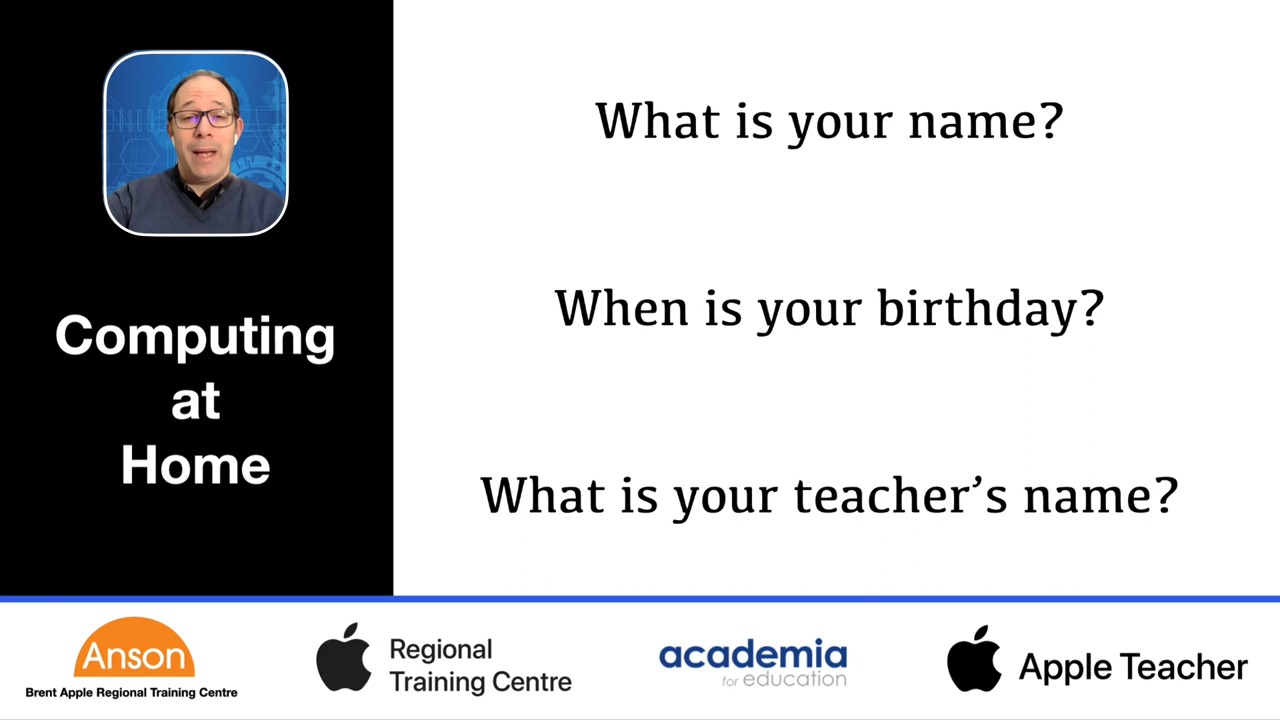 Computing
at
Home
What is your name?
When is your birthday?
What is your teacher’s name?
Anson
Brent Apple Regional Training Centre
Regional
Training Centre
academia
for education
Apple Teacher